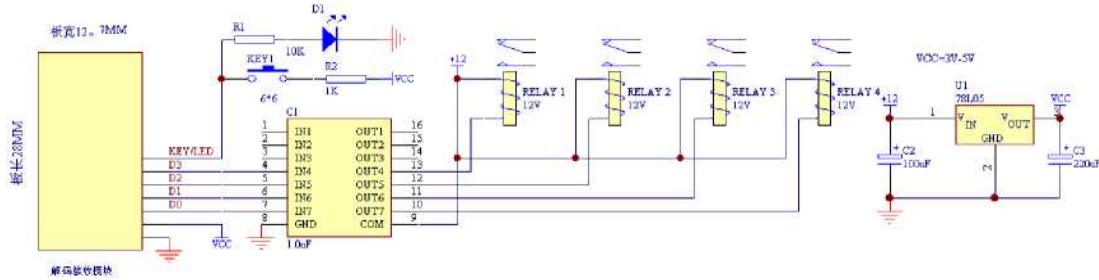 板宽12。7MM
板长28MM
解码接收模块
R1
10K
D1
KEY1
6*6
R2
1K
VCC
KEY/LED
D3
D2
D1
D0
VCC
C1
1 IN1 OUT1 16
2 IN2 OUT2 15
3 IN3 OUT3 14
4 IN4 OUT4 13
5 IN5 OUT5 12
6 IN6 OUT6 11
7 IN7 OUT7 10
8 GND COM 9
1.0uF
+12
RELAY 1
12V
RELAY 2
12V
RELAY 3
12V
RELAY 4
12V
VCC=3V-5V
U1
78L05
+12
1
VIN
VOUT
GND
2
3
VCC
C2
100uF
C3
220uF